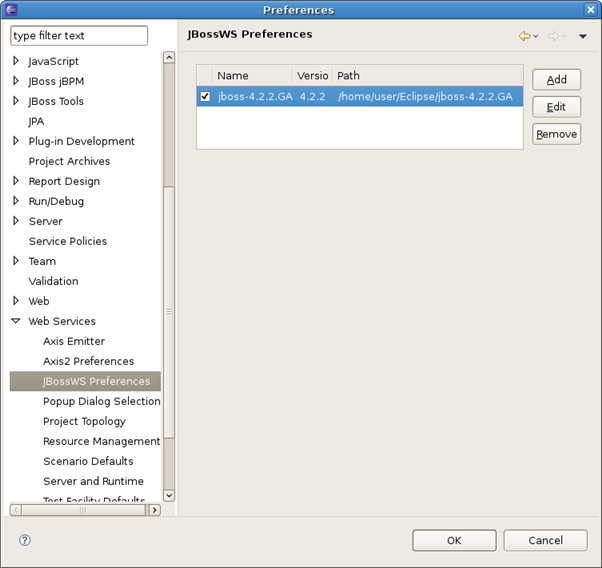 Preferences
type filter text
JavaScript
JBoss jBPM
JBoss Tools
JPA
Plug-in Development
Project Archives
Report Design
Run/Debug
Server
Service Policies
Team
Validation
Web
Web Services
Axis Emitter
Axis2 Preferences
JBossWS Preferences
Popup Dialog Selection
Project Topology
Resource Management
Scenario Defaults
Server and Runtime
Test Facility Defaults
JBossWS Preferences
Name Versio Path
jboss-4.2.2.GA 4.2.2 /home/user/Eclipse/jboss-4.2.2.GA
Add
Edit
Remove
OK Cancel